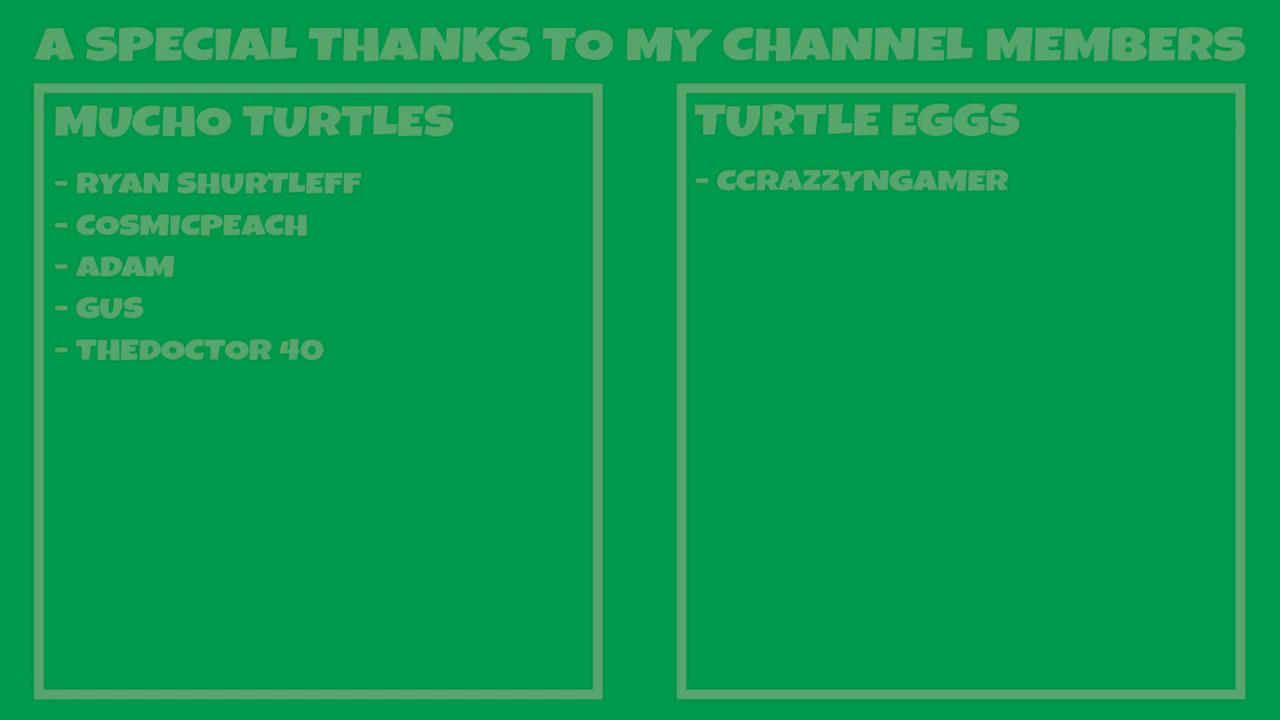 A SPECIAL THANKS TO MY CHANNEL MEMBERS
MUCHO TURTLES
- RYAN SHURTLEFF
- COSMICPEACH
- ADAM
- GUS
- THEDOCTOR 40
TURTLE EGGS
- CCRAZZYNGAMER